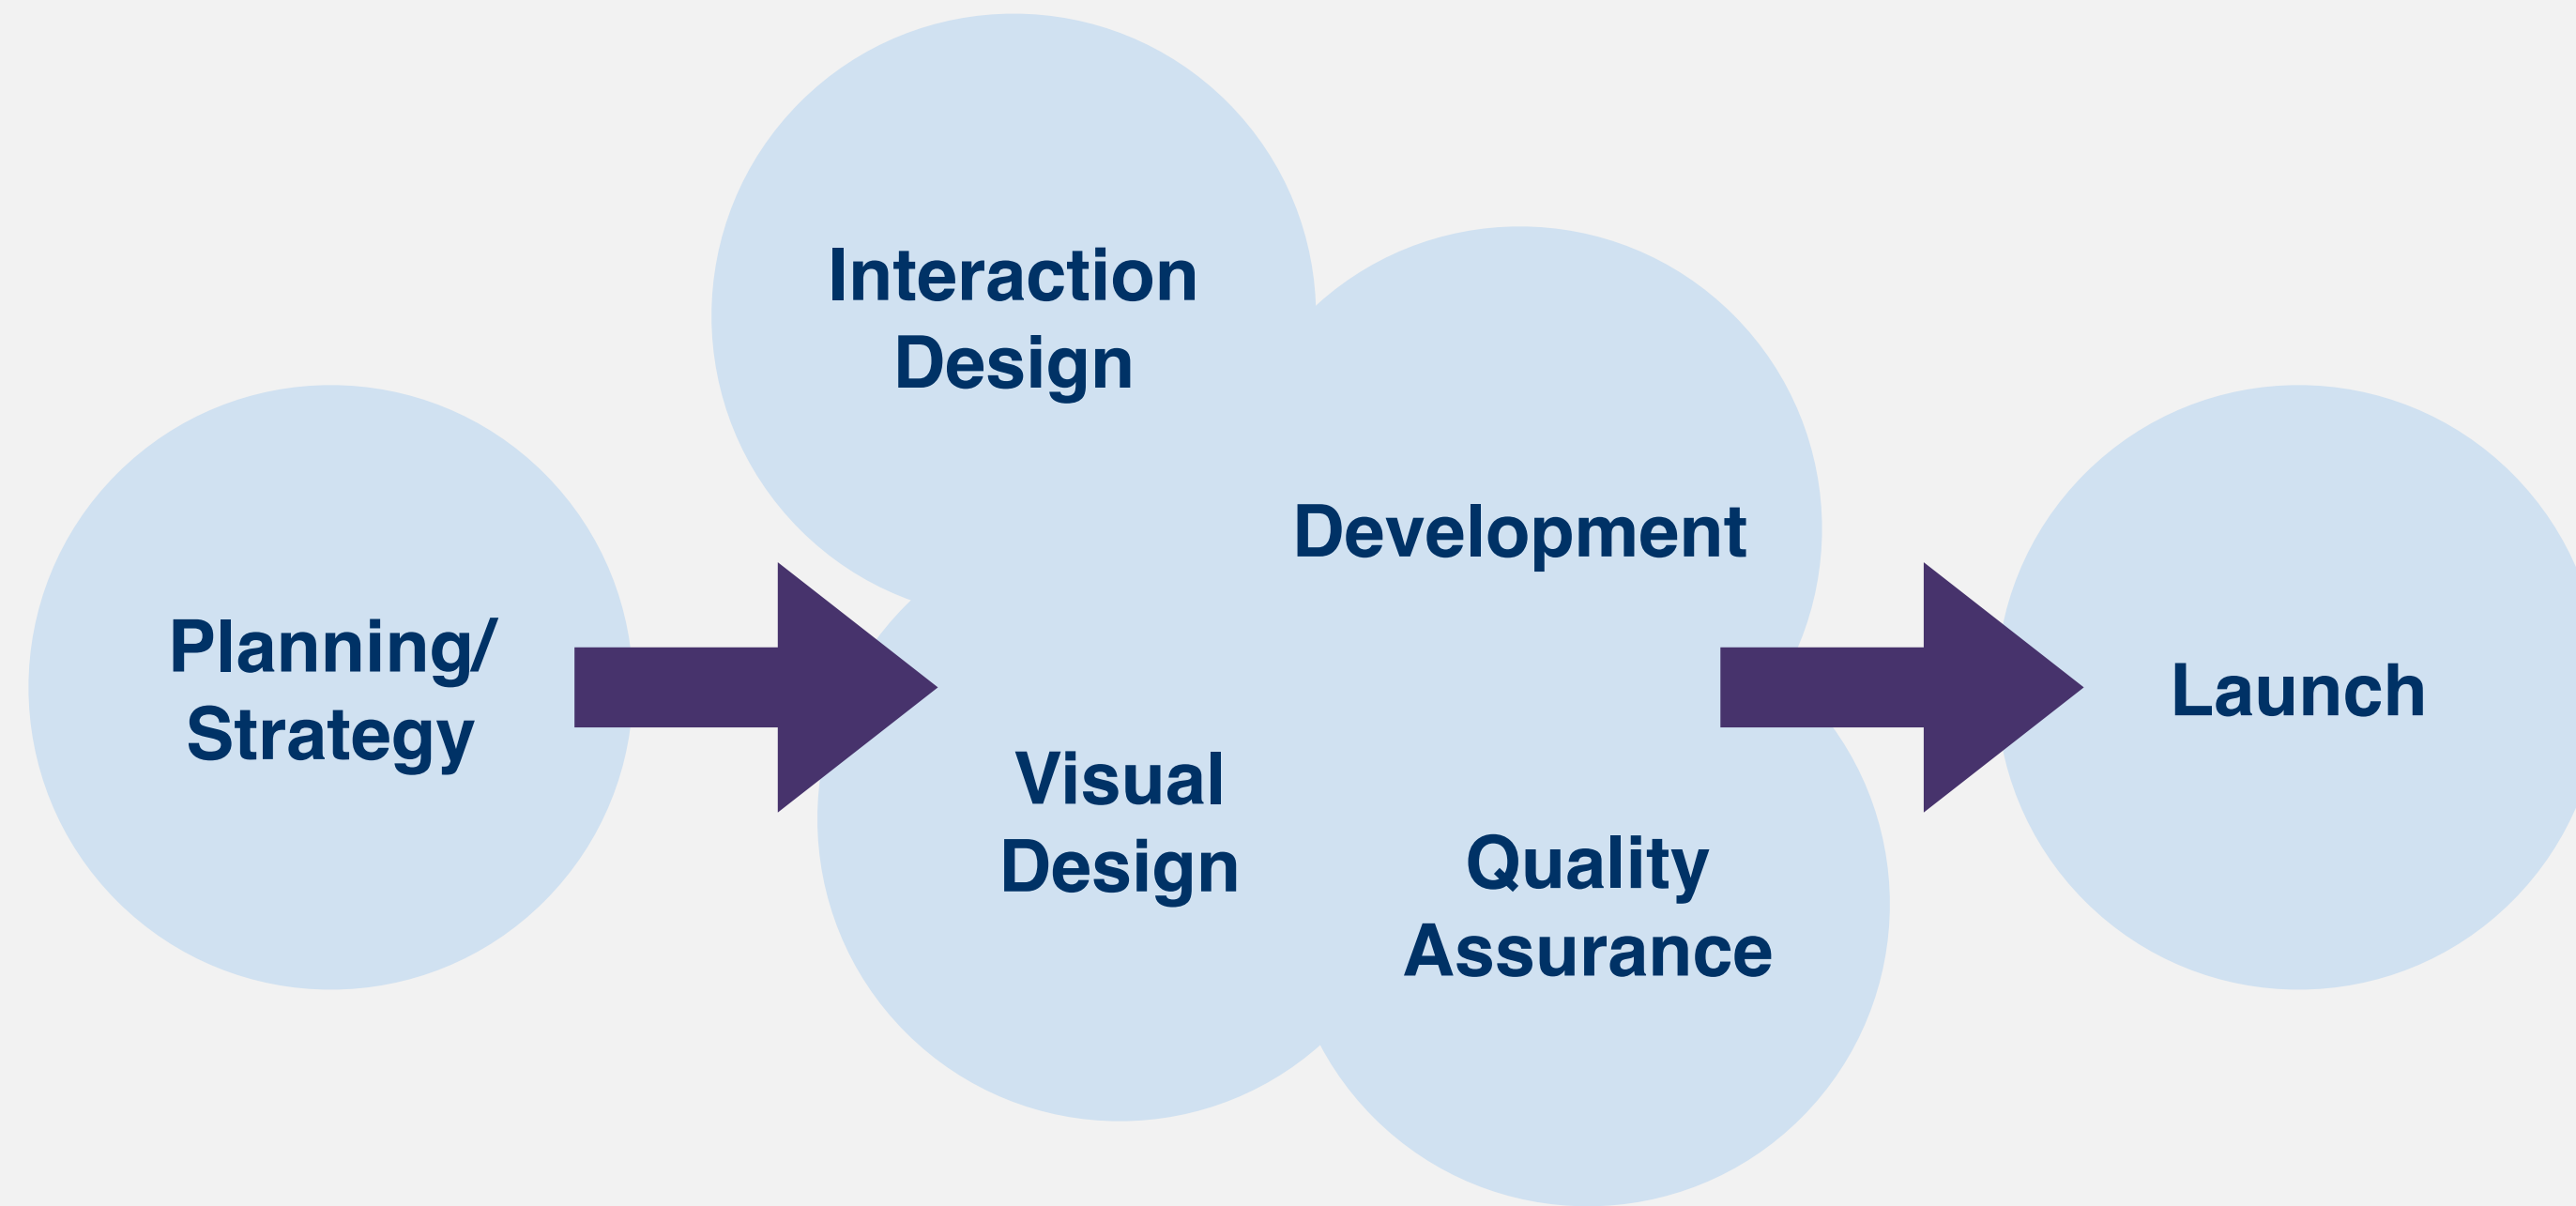 Planning/
Strategy
Interaction
Design
Visual
Design
Development
Quality
Assurance
Launch